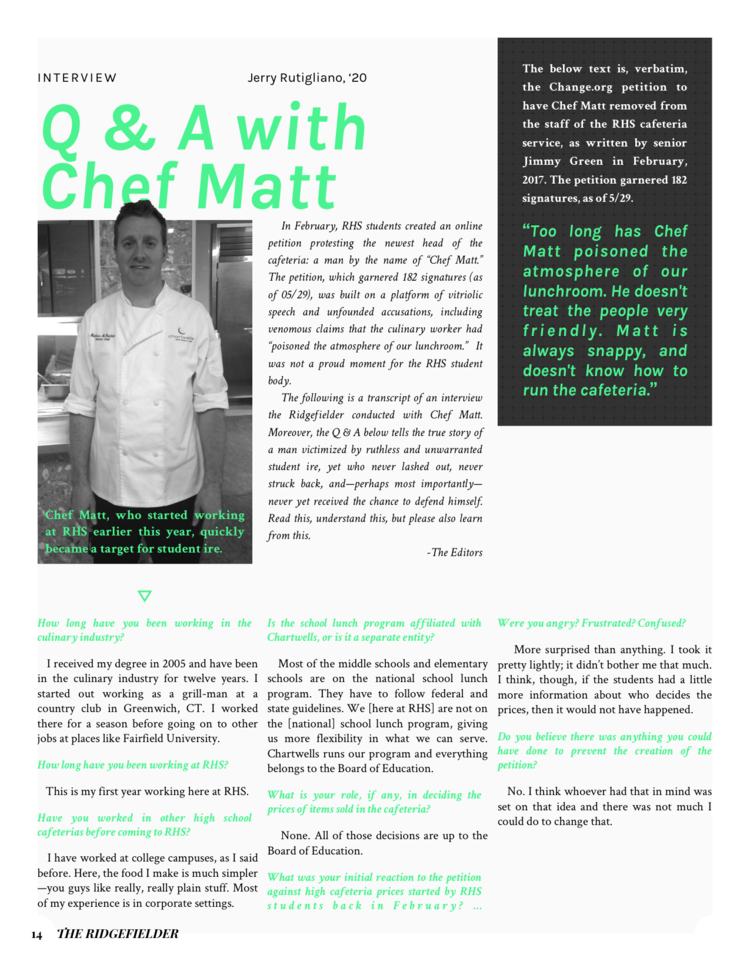 INTERVIEW
Jerry Rutigliano, ‘20
Q & A with
Chef Matt
Chef Matt, who started working
at RHS earlier this year, quickly
became a target for student ire.
In February, RHS students created an online
petition protesting the newest head of the
cafeteria: a man by the name of “Chef Matt.”
The petition, which garnered 182 signatures (as
of 05/29), was built on a platform of vitriolic
speech and unfounded accusations, including
venomous claims that the culinary worker had
“poisoned the atmosphere of our lunchroom.” It
was not a proud moment for the RHS student
body.
The following is a transcript of an interview
the Ridgefielder conducted with Chef Matt.
Moreover, the Q & A below tells the true story of
a man victimized by ruthless and unwarranted
student ire, yet who never lashed out, never
struck back, and—perhaps most importantly—
never yet received the chance to defend himself.
Read this, understand this, but please also learn
from this.
-The Editors
The below text is, verbatim,
the Change.org petition to
have Chef Matt removed from
the staff of the RHS cafeteria
service, as written by senior
Jimmy Green in February,
2017. The petition garnered 182
signatures, as of 5/29.
“Too long has Chef
Matt poisoned the
atmosphere of our
lunchroom. He doesn't
treat the people very
friendly. Matt is
always snappy, and
doesn't know how to
run the cafeteria.”
How long have you been working in the
culinary industry?
I received my degree in 2005 and have been
in the culinary industry for twelve years. I
started out working as a grill-man at a
country club in Greenwich, CT. I worked
there for a season before going on to other
jobs at places like Fairfield University.
How long have you been working at RHS?
This is my first year working here at RHS.
Have you worked in other high school
cafeterias before coming to RHS?
I have worked at college campuses, as I said
before. Here, the food I make is much simpler
—you guys like really, really plain stuff. Most
of my experience is in corporate settings.
Is the school lunch program affiliated with
Chartwells, or is it a separate entity?
Most of the middle schools and elementary
schools are on the national school lunch
program. They have to follow federal and
state guidelines. We [here at RHS] are not on
the [national] school lunch program, giving
us more flexibility in what we can serve.
Chartwells runs our program and everything
belongs to the Board of Education.
What is your role, if any, in deciding the
prices of items sold in the cafeteria?
None. All of those decisions are up to the
Board of Education.
What was your initial reaction to the petition
against high cafeteria prices started by RHS
students back in February? ...
Were you angry? Frustrated? Confused?
More surprised than anything. I took it
pretty lightly; it didn't bother me that much.
I think, though, if the students had a little
more information about who decides the
prices, then it would not have happened.
Do you believe there was anything you could
have done to prevent the creation of the
petition?
No. I think whoever had that in mind was
set on that idea and there was not much I
could do to change that.
14 THE RIDGEFIELDER